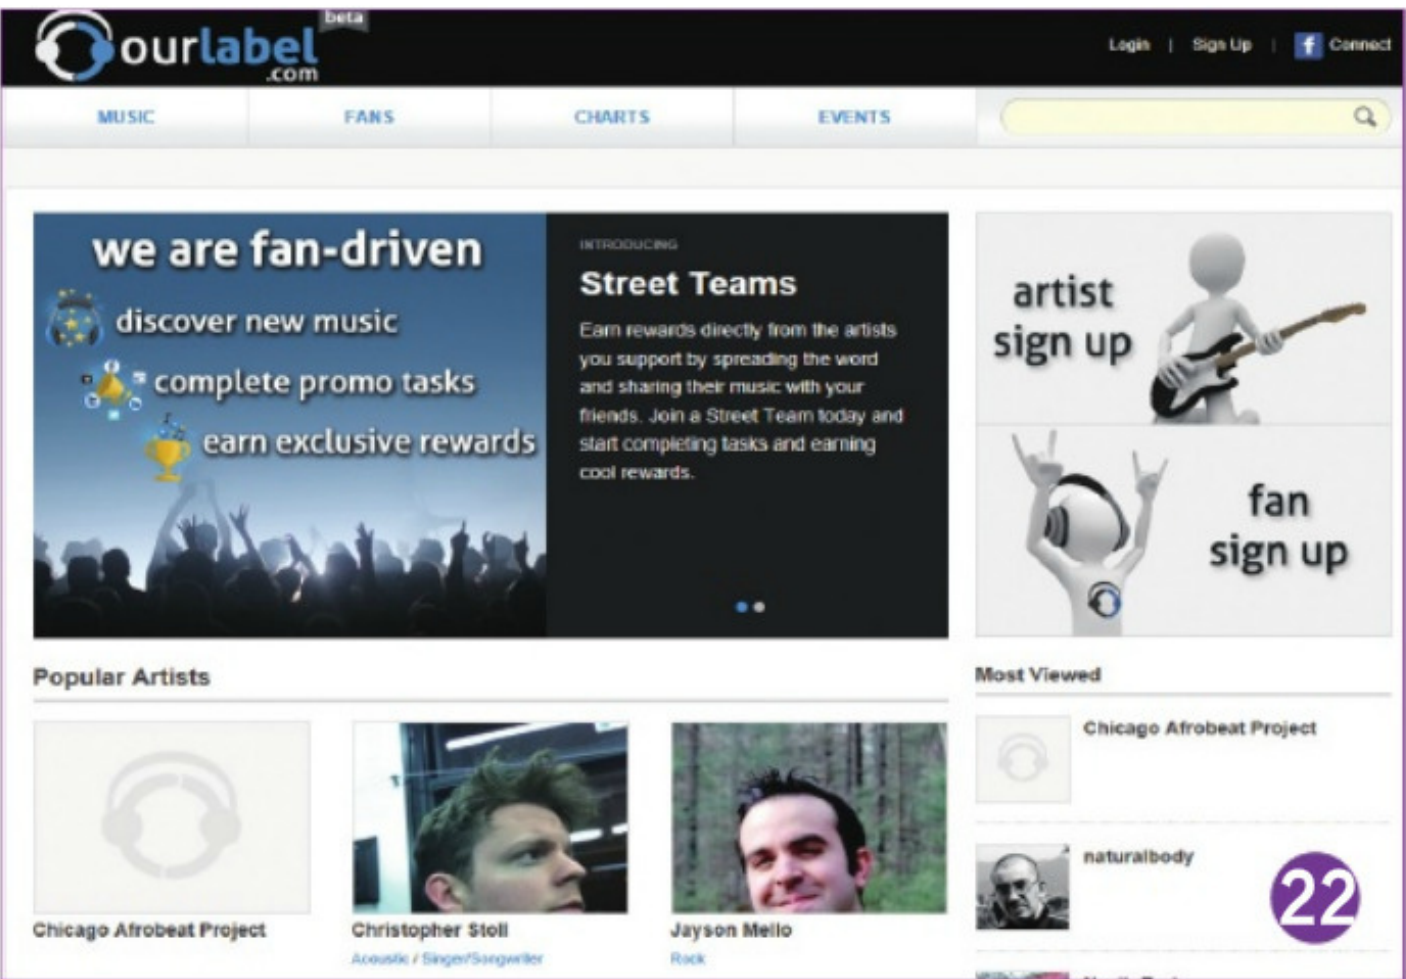 beta
ourlabel
.com
Login | Sign Up | f Connect
MUSIC FANS CHARTS EVENTS
we are fan-driven
discover new music
complete promo tasks
earn exclusive rewards
INTRODUCING
Street Teams
Earn rewards directly from the artists
you support by spreading the word
and sharing their music with your
friends. Join a Street Team today and
start completing tasks and earning
cool rewards.
artist
sign up
fan
sign up
Popular Artists
Chicago Afrobeat Project
Christopher Stoll
Acoustic / Singer/Songwriter
Jayson Mello
Rock
Most Viewed
Chicago Afrobeat Project
naturalbody
22